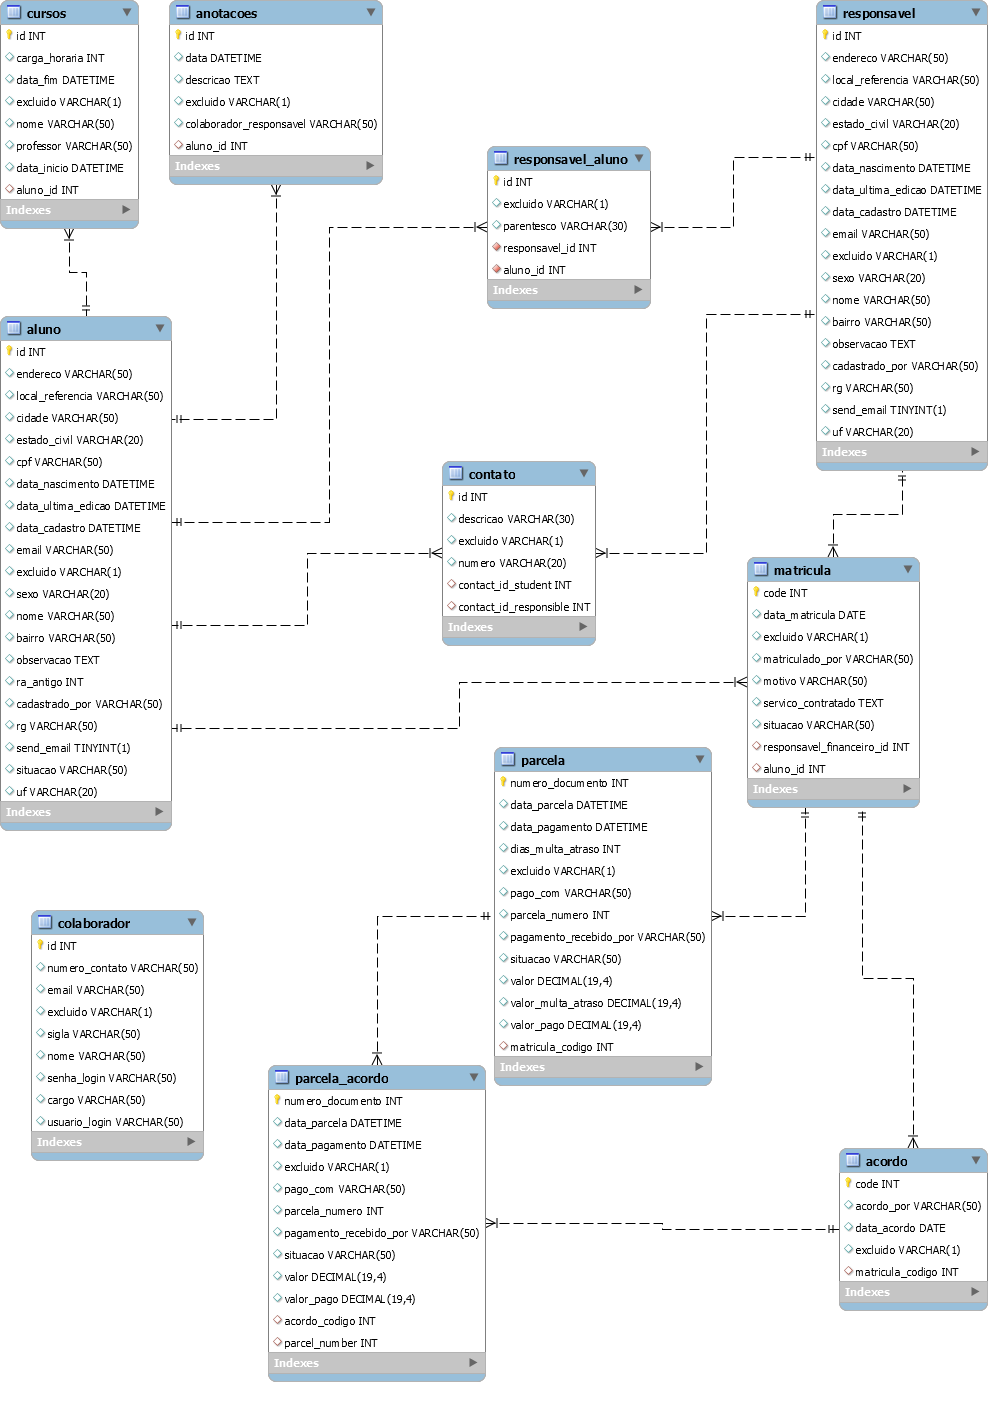 cursos
id INT
carga_horaria INT
data_fim DATETIME
excluido VARCHAR(1)
nome VARCHAR(50)
professor VARCHAR(50)
data_inicio DATETIME
aluno_id INT
Indexes
anotacoes
id INT
data DATETIME
descricao TEXT
excluido VARCHAR(1)
colaborador_responsavel VARCHAR(50)
aluno_id INT
Indexes
responsavel
id INT
endereco VARCHAR(50)
local_referencia VARCHAR(50)
cidade VARCHAR(50)
estado_civil VARCHAR(20)
cpf VARCHAR(50)
data_nascimento DATETIME
data_ultima_edicao DATETIME
data_cadastro DATETIME
email VARCHAR(50)
excluido VARCHAR(1)
sexo VARCHAR(20)
nome VARCHAR(50)
bairro VARCHAR(50)
observacao TEXT
cadastrado_por VARCHAR(50)
rg VARCHAR(50)
send_email TINYINT(1)
uf VARCHAR(20)
Indexes
responsavel_aluno
id INT
excluido VARCHAR(1)
parentesco VARCHAR(30)
responsavel_id INT
aluno_id INT
Indexes
aluno
id INT
endereco VARCHAR(50)
local_referencia VARCHAR(50)
cidade VARCHAR(50)
estado_civil VARCHAR(20)
cpf VARCHAR(50)
data_nascimento DATETIME
data_ultima_edicao DATETIME
data_cadastro DATETIME
email VARCHAR(50)
excluido VARCHAR(1)
sexo VARCHAR(20)
nome VARCHAR(50)
bairro VARCHAR(50)
observacao TEXT
ra_antigo INT
cadastrado_por VARCHAR(50)
rg VARCHAR(50)
send_email TINYINT(1)
situacao VARCHAR(50)
uf VARCHAR(20)
Indexes
contato
id INT
descricao VARCHAR(30)
excluido VARCHAR(1)
numero VARCHAR(20)
contact_id_student INT
contact_id_responsible INT
Indexes
matricula
code INT
data_matricula DATE
excluido VARCHAR(1)
matriculado_por VARCHAR(50)
motivo VARCHAR(50)
servico_contratado TEXT
situacao VARCHAR(50)
responsavel_financeiro_id INT
aluno_id INT
Indexes
parcela
numero_documento INT
data_parcela DATETIME
data_pagamento DATETIME
dias_multa_atraso INT
excluido VARCHAR(1)
pago_com VARCHAR(50)
parcela_numero INT
pagamento_recebido_por VARCHAR(50)
situacao VARCHAR(50)
valor DECIMAL(19,4)
valor_multa_atraso DECIMAL(19,4)
valor_pago DECIMAL(19,4)
matricula_codigo INT
Indexes
colaborador
id INT
numero_contato VARCHAR(50)
email VARCHAR(50)
excluido VARCHAR(1)
sigla VARCHAR(50)
nome VARCHAR(50)
senha_login VARCHAR(50)
cargo VARCHAR(50)
usuario_login VARCHAR(50)
Indexes
parcela_acordo
numero_documento INT
data_parcela DATETIME
data_pagamento DATETIME
excluido VARCHAR(1)
pago_com VARCHAR(50)
parcela_numero INT
pagamento_recebido_por VARCHAR(50)
situacao VARCHAR(50)
valor DECIMAL(19,4)
valor_pago DECIMAL(19,4)
acordo_codigo INT
parcel_number INT
Indexes
acordo
code INT
acordo_por VARCHAR(50)
data_acordo DATE
excluido VARCHAR(1)
matricula_codigo INT
Indexes